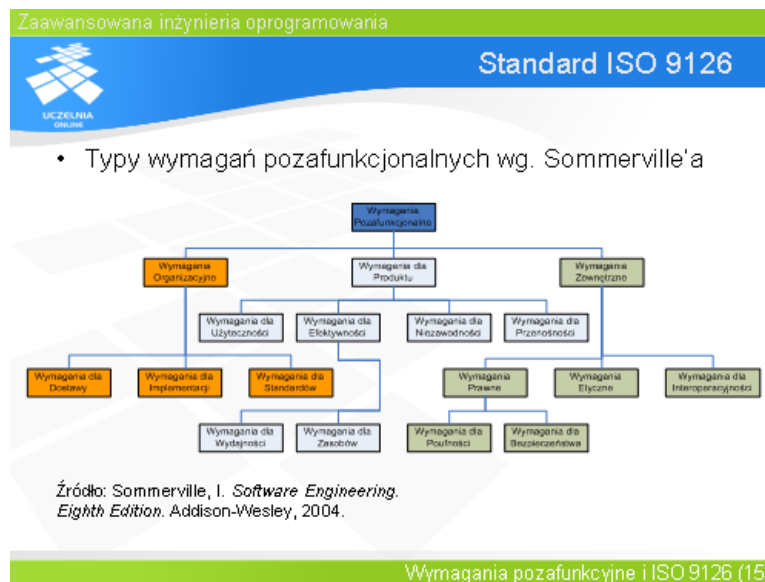 Zaawansowana inżynieria oprogramowania
Standard ISO 9126
UCZELNIA
ONLINE
• Typy wymagań pozafunkcjonalnych wg. Sommerville'a
Wymagania
Pozafunkcjonalne
Wymagania
Organizacyjne
Wymagania dla
Produktu
Wymagania
Zewnętrzne
Wymagania dla
Użyteczności
Wymagania dla
Efektywności
Wymagania dla
Niezawodności
Wymagania dla
Przenośności
Wymagania dla
Dostawy
Wymagania dla
Implementacji
Wymagania dla
Standardów
Wymagania
Prawne
Wymagania
Etyczne
Wymagania dla
Interoperacyjności
Wymagania dla
Wydajności
Wymagania dla
Zasobów
Wymagania dla
Poufności
Wymagania dla
Bezpieczeństwa
Źródło: Sommerville, I. Software Engineering.
Eighth Edition. Addison-Wesley, 2004.
Wymagania pozafunkcyjne i ISO 9126 (15